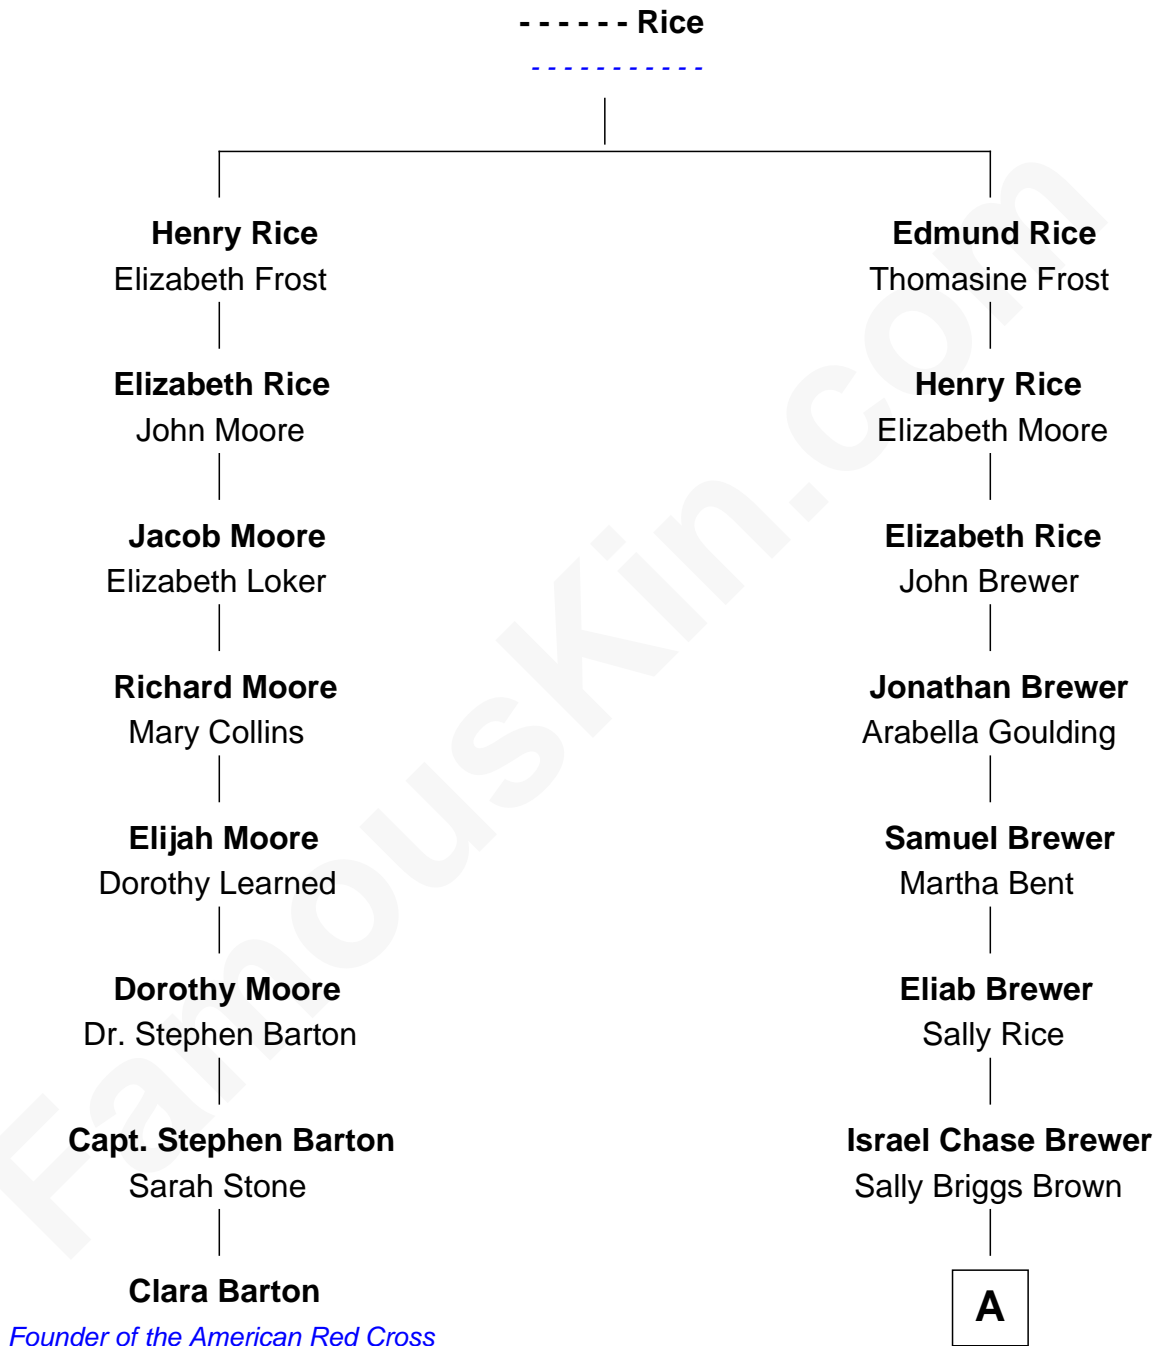 - - - - - - Rice
- - - - - - - - - - -
Henry Rice
Elizabeth Frost
Edmund Rice
Thomasine Frost
Elizabeth Rice
John Moore
Henry Rice
Elizabeth Moore
Jacob Moore
Elizabeth Loker
Elizabeth Rice
John Brewer
Richard Moore
Mary Collins
Jonathan Brewer
Arabella Goulding
Elijah Moore
Dorothy Learned
Samuel Brewer
Martha Bent
Dorothy Moore
Dr. Stephen Barton
Eliab Brewer
Sally Rice
Capt. Stephen Barton
Sarah Stone
Israel Chase Brewer
Sally Briggs Brown
Clara Barton
Founder of the American Red Cross
A
FamousKin.com